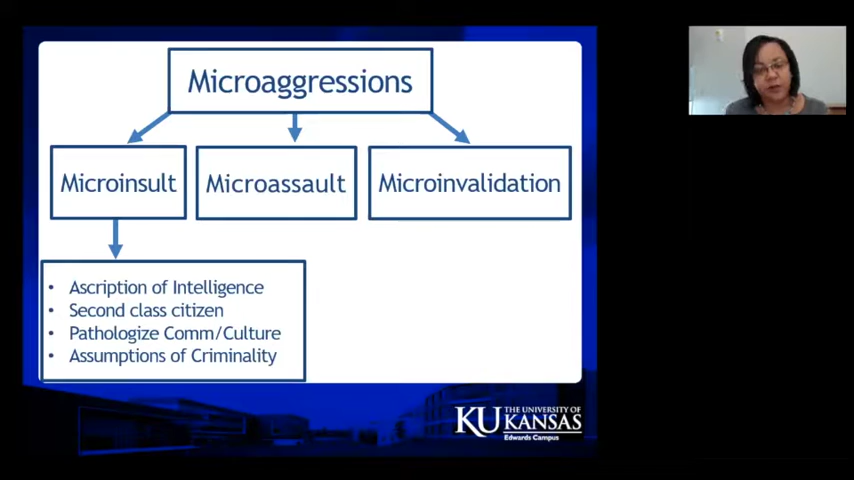 Microaggressions
Microinsult
Microassault
Microinvalidation
• Ascription of Intelligence
• Second class citizen
• Pathologize Comm/Culture
• Assumptions of Criminality
KU THE UNIVERSITY OF
KANSAS
Edwards Campus